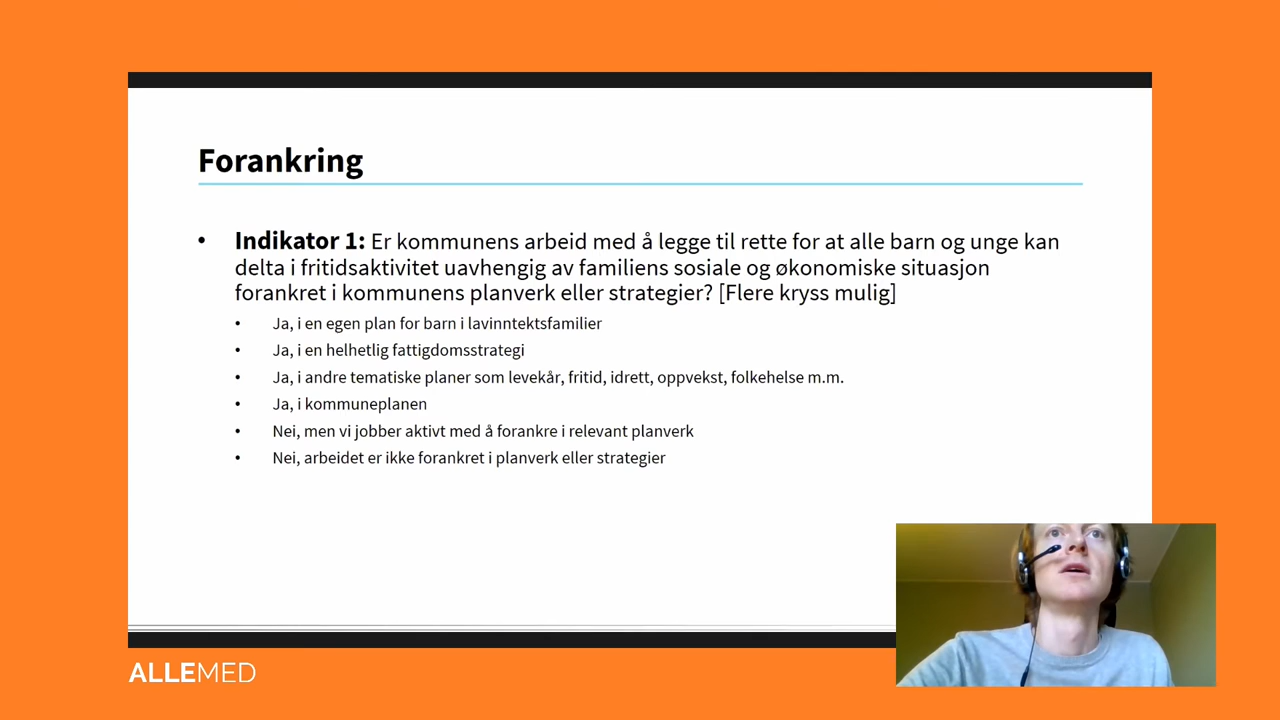 Forankring
• Indikator 1: Er kommunens arbeid med å legge til rette for at alle barn og unge kan
delta i fritidsaktivitet uavhengig av familiens sosiale og økonomiske situasjon
forankret i kommunens planverk eller strategier? [Flere kryss mulig]
• Ja, i en egen plan for barn i lavinntektsfamilier
• Ja, i en helhetlig fattigdomsstrategi
• Ja, i andre tematiske planer som levekår, fritid, idrett, oppvekst, folkehelse m.m.
• Ja, i kommuneplanen
• Nei, men vi jobber aktivt med å forankre i relevant planverk
• Nei, arbeidet er ikke forankret i planverk eller strategier
ALLEMED